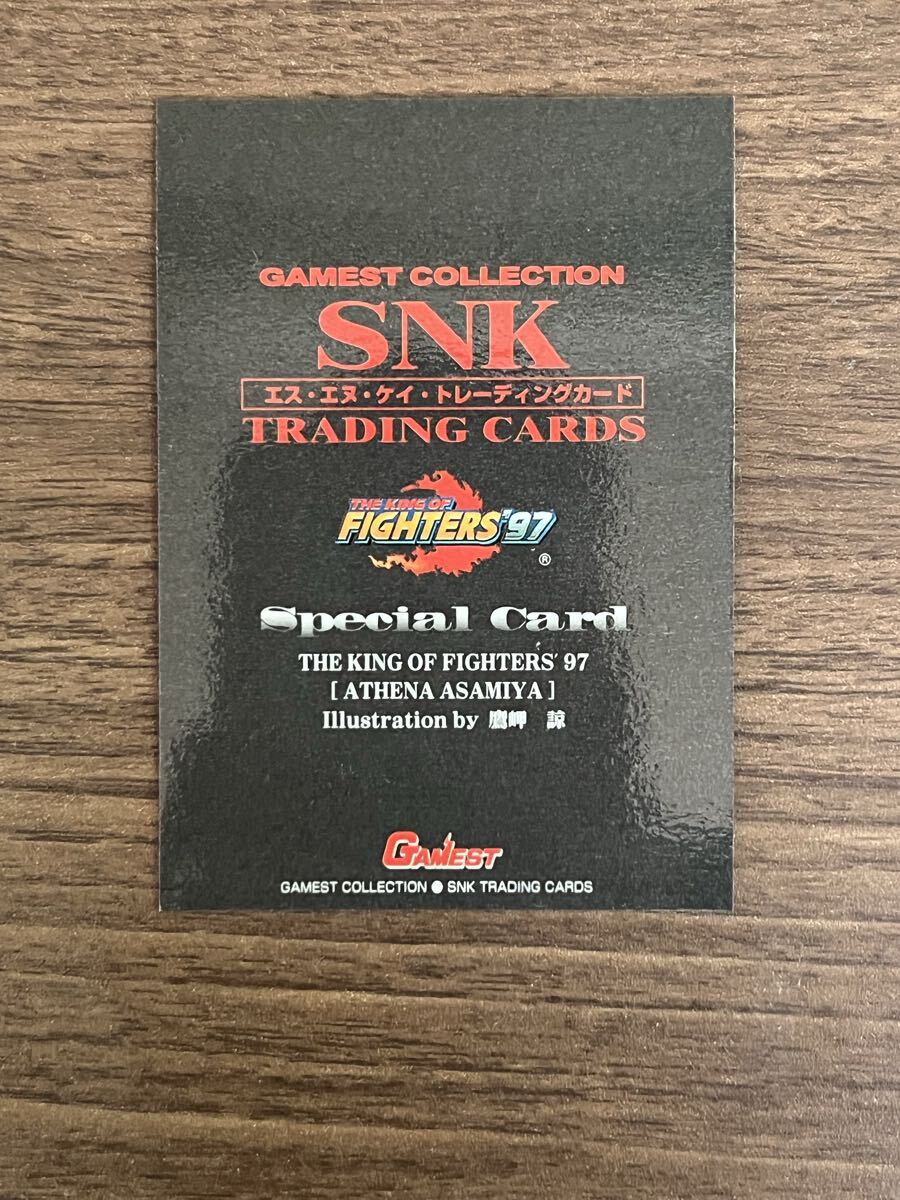 GAMEST COLLECTION
SNK
エス・エヌ・ケイ・トレーディングカード
TRADING CARDS
THE KING OF
FIGHTERS'97
®
Special Card
THE KING OF FIGHTERS' 97
[ ATHENA ASAMIYA ]
Illustration by 鷹岬 諒
GAMEST
GAMEST COLLECTION ● SNK TRADING CARDS